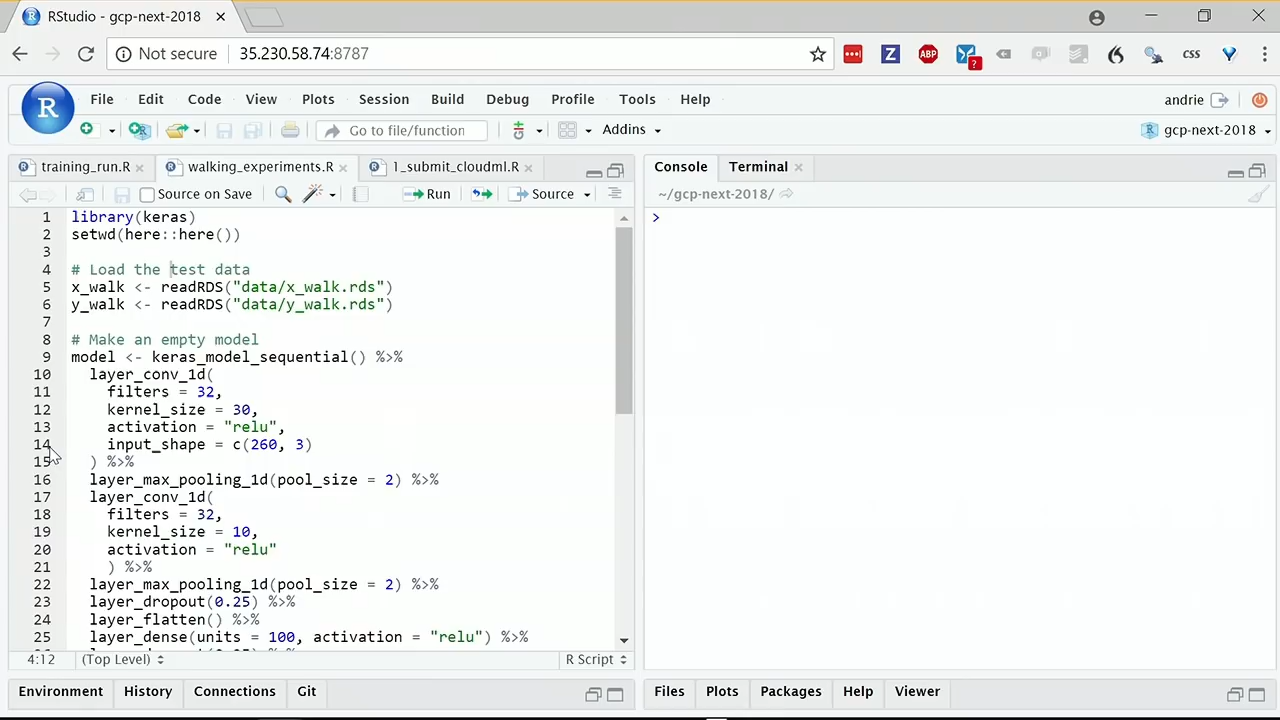 RStudio - gcp-next-2018
Not secure 35.230.58.74:8787
Z ABP ? css
R File Edit Code View Plots Session Build Debug Profile Tools Help andrie
Go to file/function Addins gcp-next-2018
training_run.R walking_experiments.R 1_submit_cloudml.R Console Terminal
Source on Save Run Source ~/gcp-next-2018/
1 library(keras)
2 setwd(here::here())
3
4 # Load the test data
5 x_walk <- readRDS("data/x_walk.rds")
6 y_walk <- readRDS("data/y_walk.rds")
7
8 # Make an empty model
9 model <- keras_model_sequential() %>%
10 layer_conv_1d(
11 filters = 32,
12 kernel_size = 30,
13 activation = "relu",
14 input_shape = c(260, 3)
15 ) %>%
16 layer_max_pooling_1d(pool_size = 2) %>%
17 layer_conv_1d(
18 filters = 32,
19 kernel_size = 10,
20 activation = "relu"
21 ) %>%
22 layer_max_pooling_1d(pool_size = 2) %>%
23 layer_dropout(0.25) %>%
24 layer_flatten() %>%
25 layer_dense(units = 100, activation = "relu") %>%
>
4:12 (Top Level) R Script
Environment History Connections Git Files Plots Packages Help Viewer